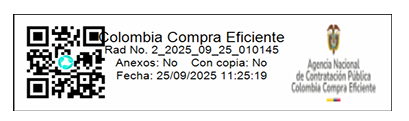 Colombia Compra Eficiente
Rad No. 2_2025_09_25_010145
Anexos: No Con copia: No
Fecha: 25/09/2025 11:25:19
Agencia Nacional
de Contratación Pública
Colombia Compra Eficiente